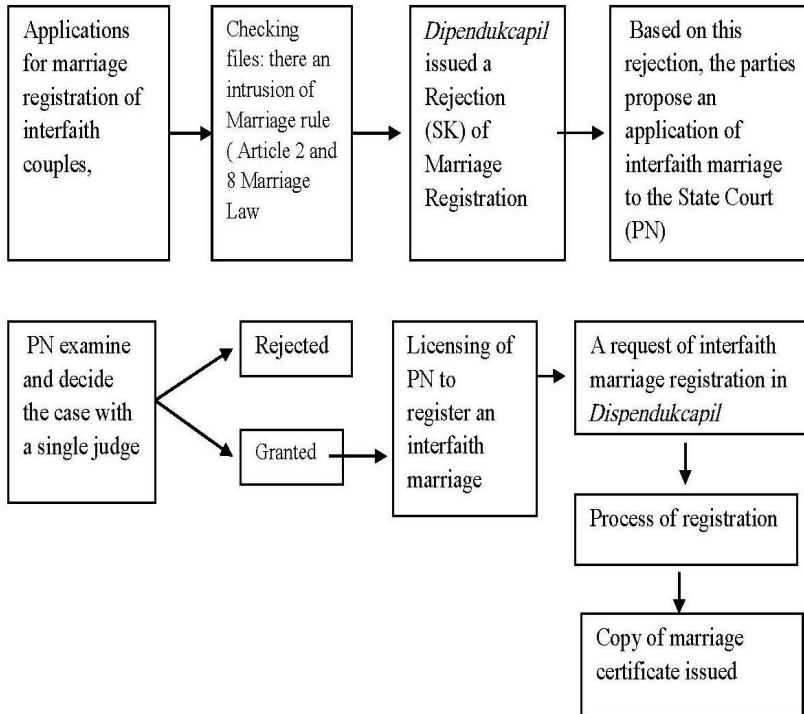 Applications
for marriage
registration of
interfaith
couples,
Checking
files: there an
intrusion of
Marriage rule
( Article 2 and
8 Marriage
Law
Dipendukcapil
issued a
Rejection
(SK) of
Marriage
Registration
Based on this
rejection, the
parties
propose an
application of
interfaith
marriage
to the State
Court
(PN)
PN examine
and decide
the case with
a single judge
Rejected
Granted
Licensing of
PN to
register an
interfaith
marriage
A request of interfaith
marriage registration in
Dispendukcapil
Process of registration
Copy of marriage
certificate issued